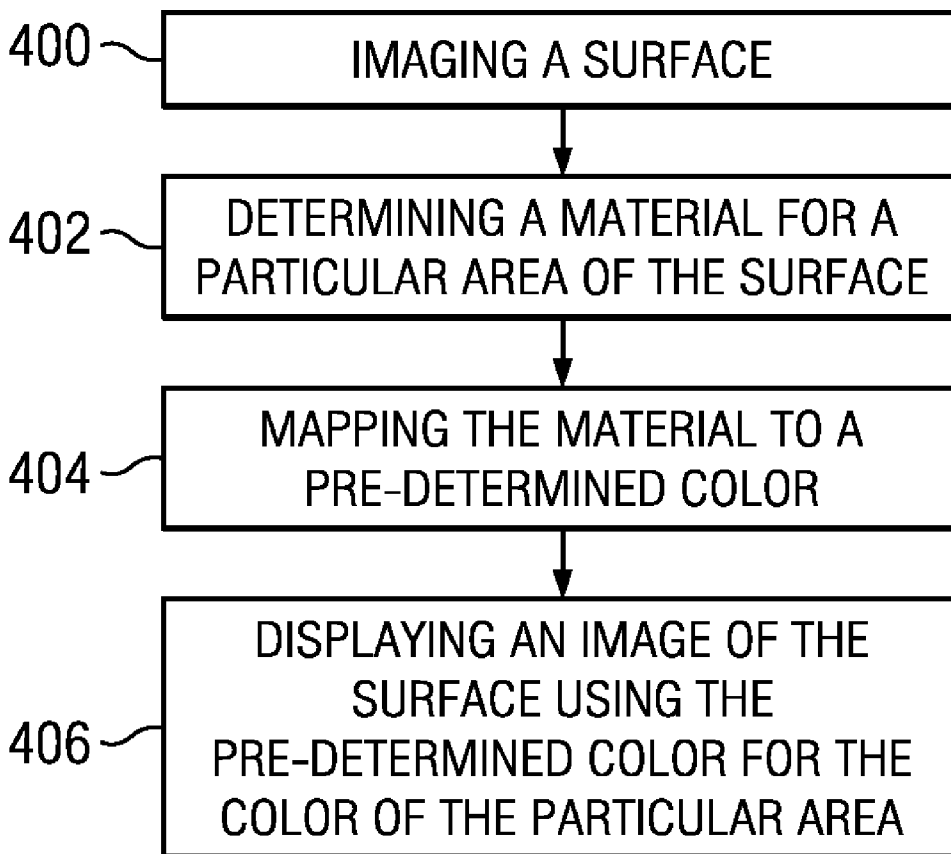 400
IMAGING A SURFACE
402
DETERMINING A MATERIAL FOR A
PARTICULAR AREA OF THE SURFACE
404
MAPPING THE MATERIAL TO A
PRE-DETERMINED COLOR
406
DISPLAYING AN IMAGE OF THE
SURFACE USING THE
PRE-DETERMINED COLOR FOR THE
COLOR OF THE PARTICULAR AREA